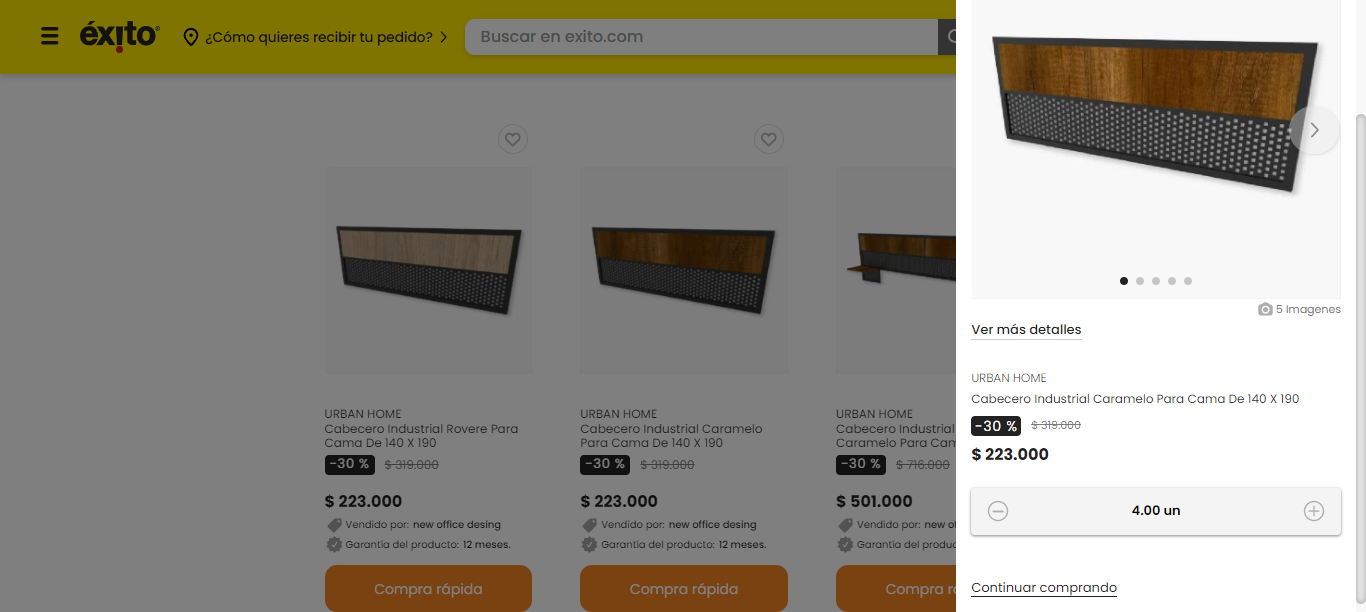 éxito
¿Cómo quieres recibir tu pedido?
Buscar en exito.com
URBAN HOME
Cabecero Industrial Rovere Para
Cama De 140 X 190
-30 % $ 319.000
$ 223.000
Vendido por: new office desing
Garantía del producto: 12 meses.
Compra rápida
URBAN HOME
Cabecero Industrial Caramelo
Para Cama De 140 X 190
-30 % $ 319.000
$ 223.000
Vendido por: new office desing
Garantía del producto: 12 meses.
Compra rápida
URBAN HOME
Cabecero Industrial
Caramelo Para Cam
-30 % $ 716.000
$ 501.000
Vendido por: new of
Garantía del produc
Compra r
5 Imagenes
Ver más detalles
URBAN HOME
Cabecero Industrial Caramelo Para Cama De 140 X 190
-30 % $ 319.000
$ 223.000
4.00 un
Continuar comprando